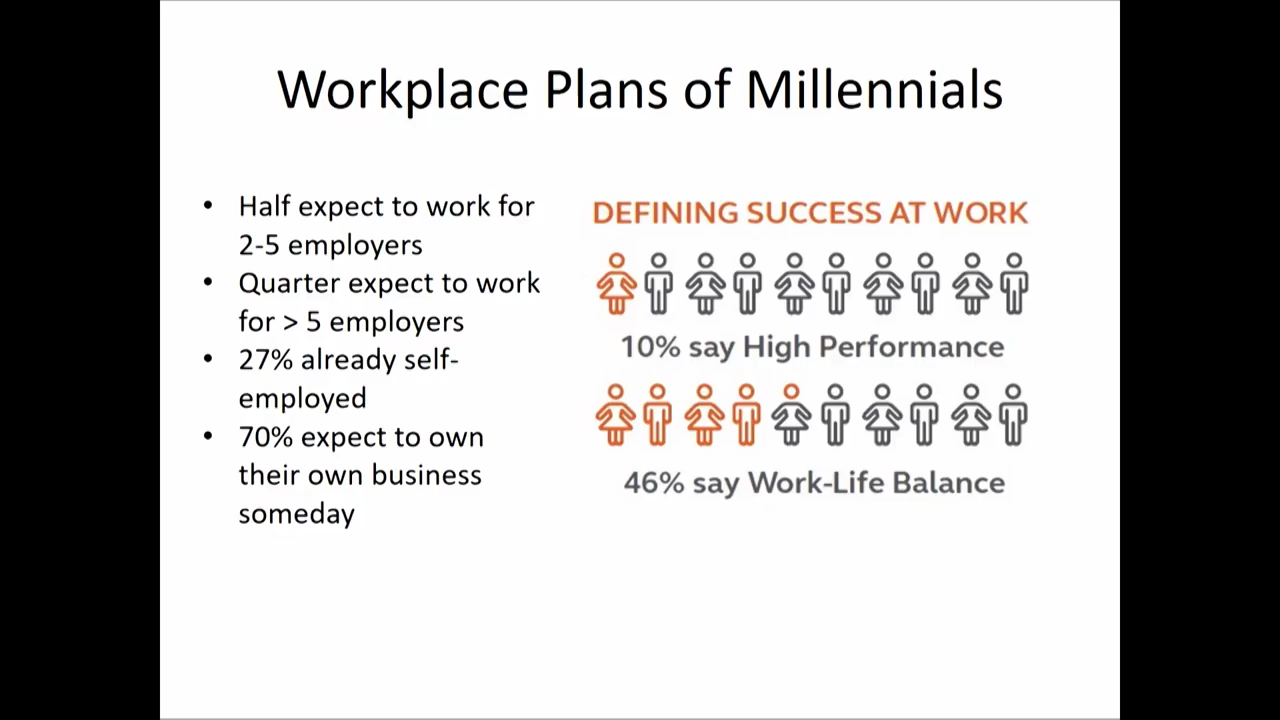 Workplace Plans of Millennials
• Half expect to work for
2-5 employers
• Quarter expect to work
for > 5 employers
• 27% already self-
employed
• 70% expect to own
their own business
someday
DEFINING SUCCESS AT WORK
10% say High Performance
46% say Work-Life Balance